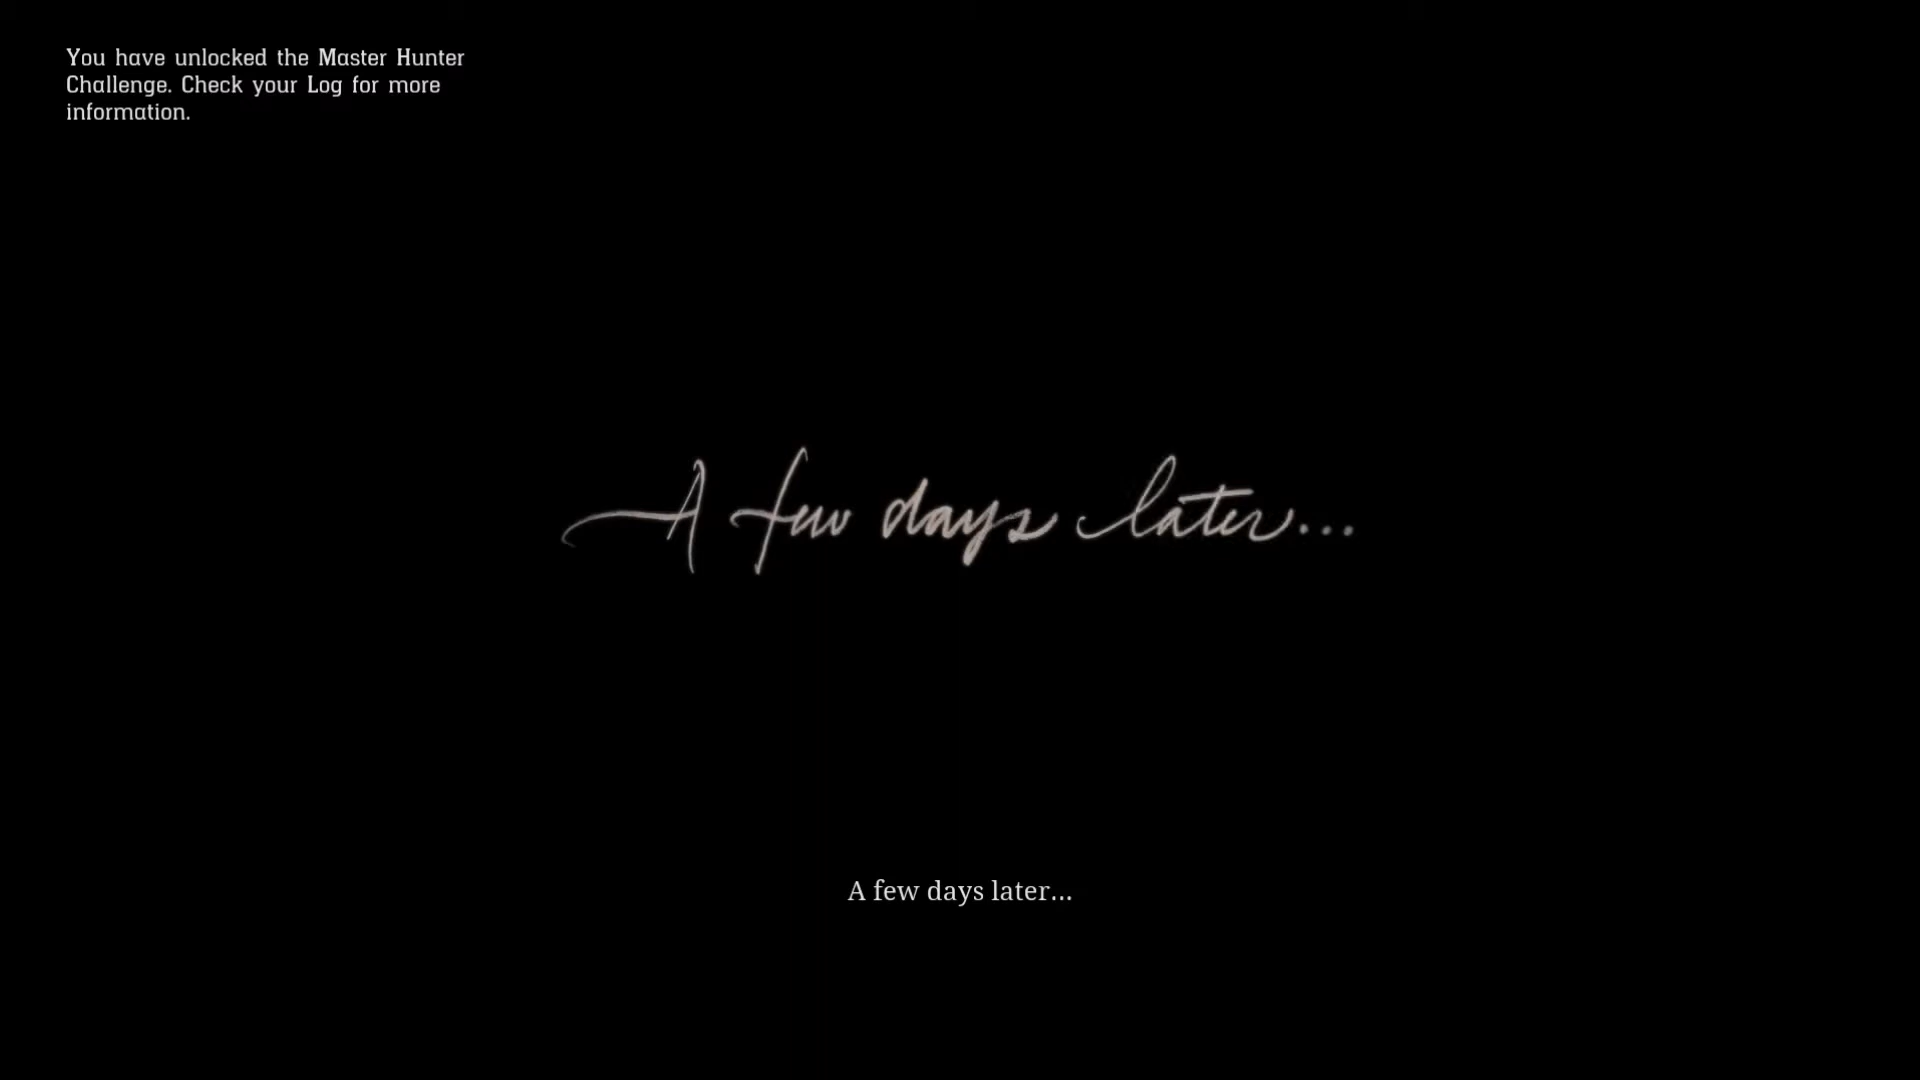 You have unlocked the Master Hunter
Challenge. Check your Log for more
information.
A few days later...
A few days later...